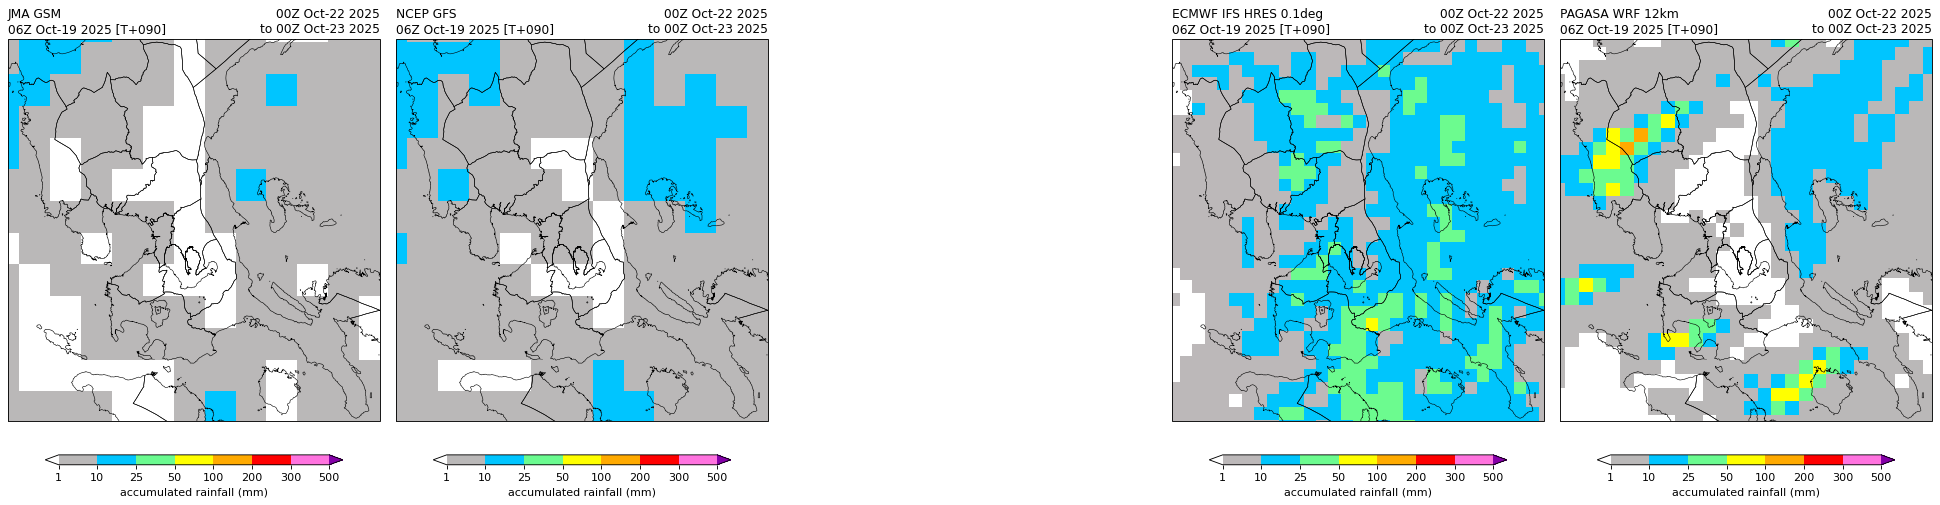 JMA GSM 00Z Oct-22 2025
06Z Oct-19 2025 [T+090] to 00Z Oct-23 2025
1 10 25 50 100 200 300 500
accumulated rainfall (mm)
NCEP GFS 00Z Oct-22 2025
06Z Oct-19 2025 [T+090] to 00Z Oct-23 2025
1 10 25 50 100 200 300 500
accumulated rainfall (mm)
ECMWF IFS HRES 0.1deg 00Z Oct-22 2025
06Z Oct-19 2025 [T+090] to 00Z Oct-23 2025
1 10 25 50 100 200 300 500
accumulated rainfall (mm)
PAGASA WRF 12km 00Z Oct-22 2025
06Z Oct-19 2025 [T+090] to 00Z Oct-23 2025
1 10 25 50 100 200 300 500
accumulated rainfall (mm)